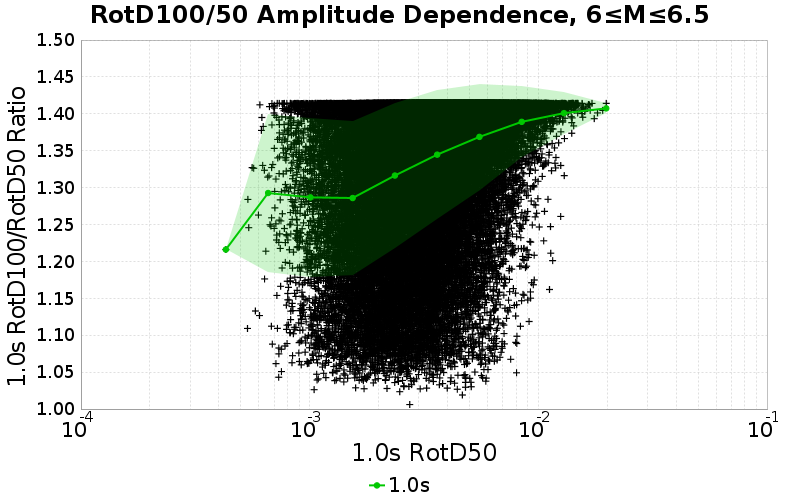 RotD100/50 Amplitude Dependence, 6≤M≤6.5
1.0s RotD100/RotD50 Ratio
1.50
1.45
1.40
1.35
1.30
1.25
1.20
1.15
1.10
1.05
1.00
10^-4 10^-3 10^-2 10^-1
1.0s RotD50
1.0s